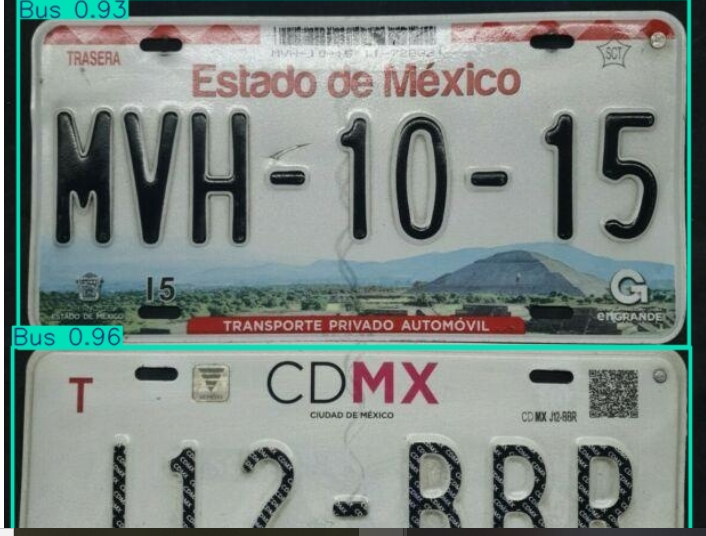 Bus 0.93
TRASERA
SCT
Estado de México
MVH-10-15
15
ESTADO DE MÉXICO
G
enGRANDE
TRANSPORTE PRIVADO AUTOMÓVIL
Bus 0.96
T
CDMX
CIUDAD DE MÉXICO
CDMX J12-BBR
J12-BBR